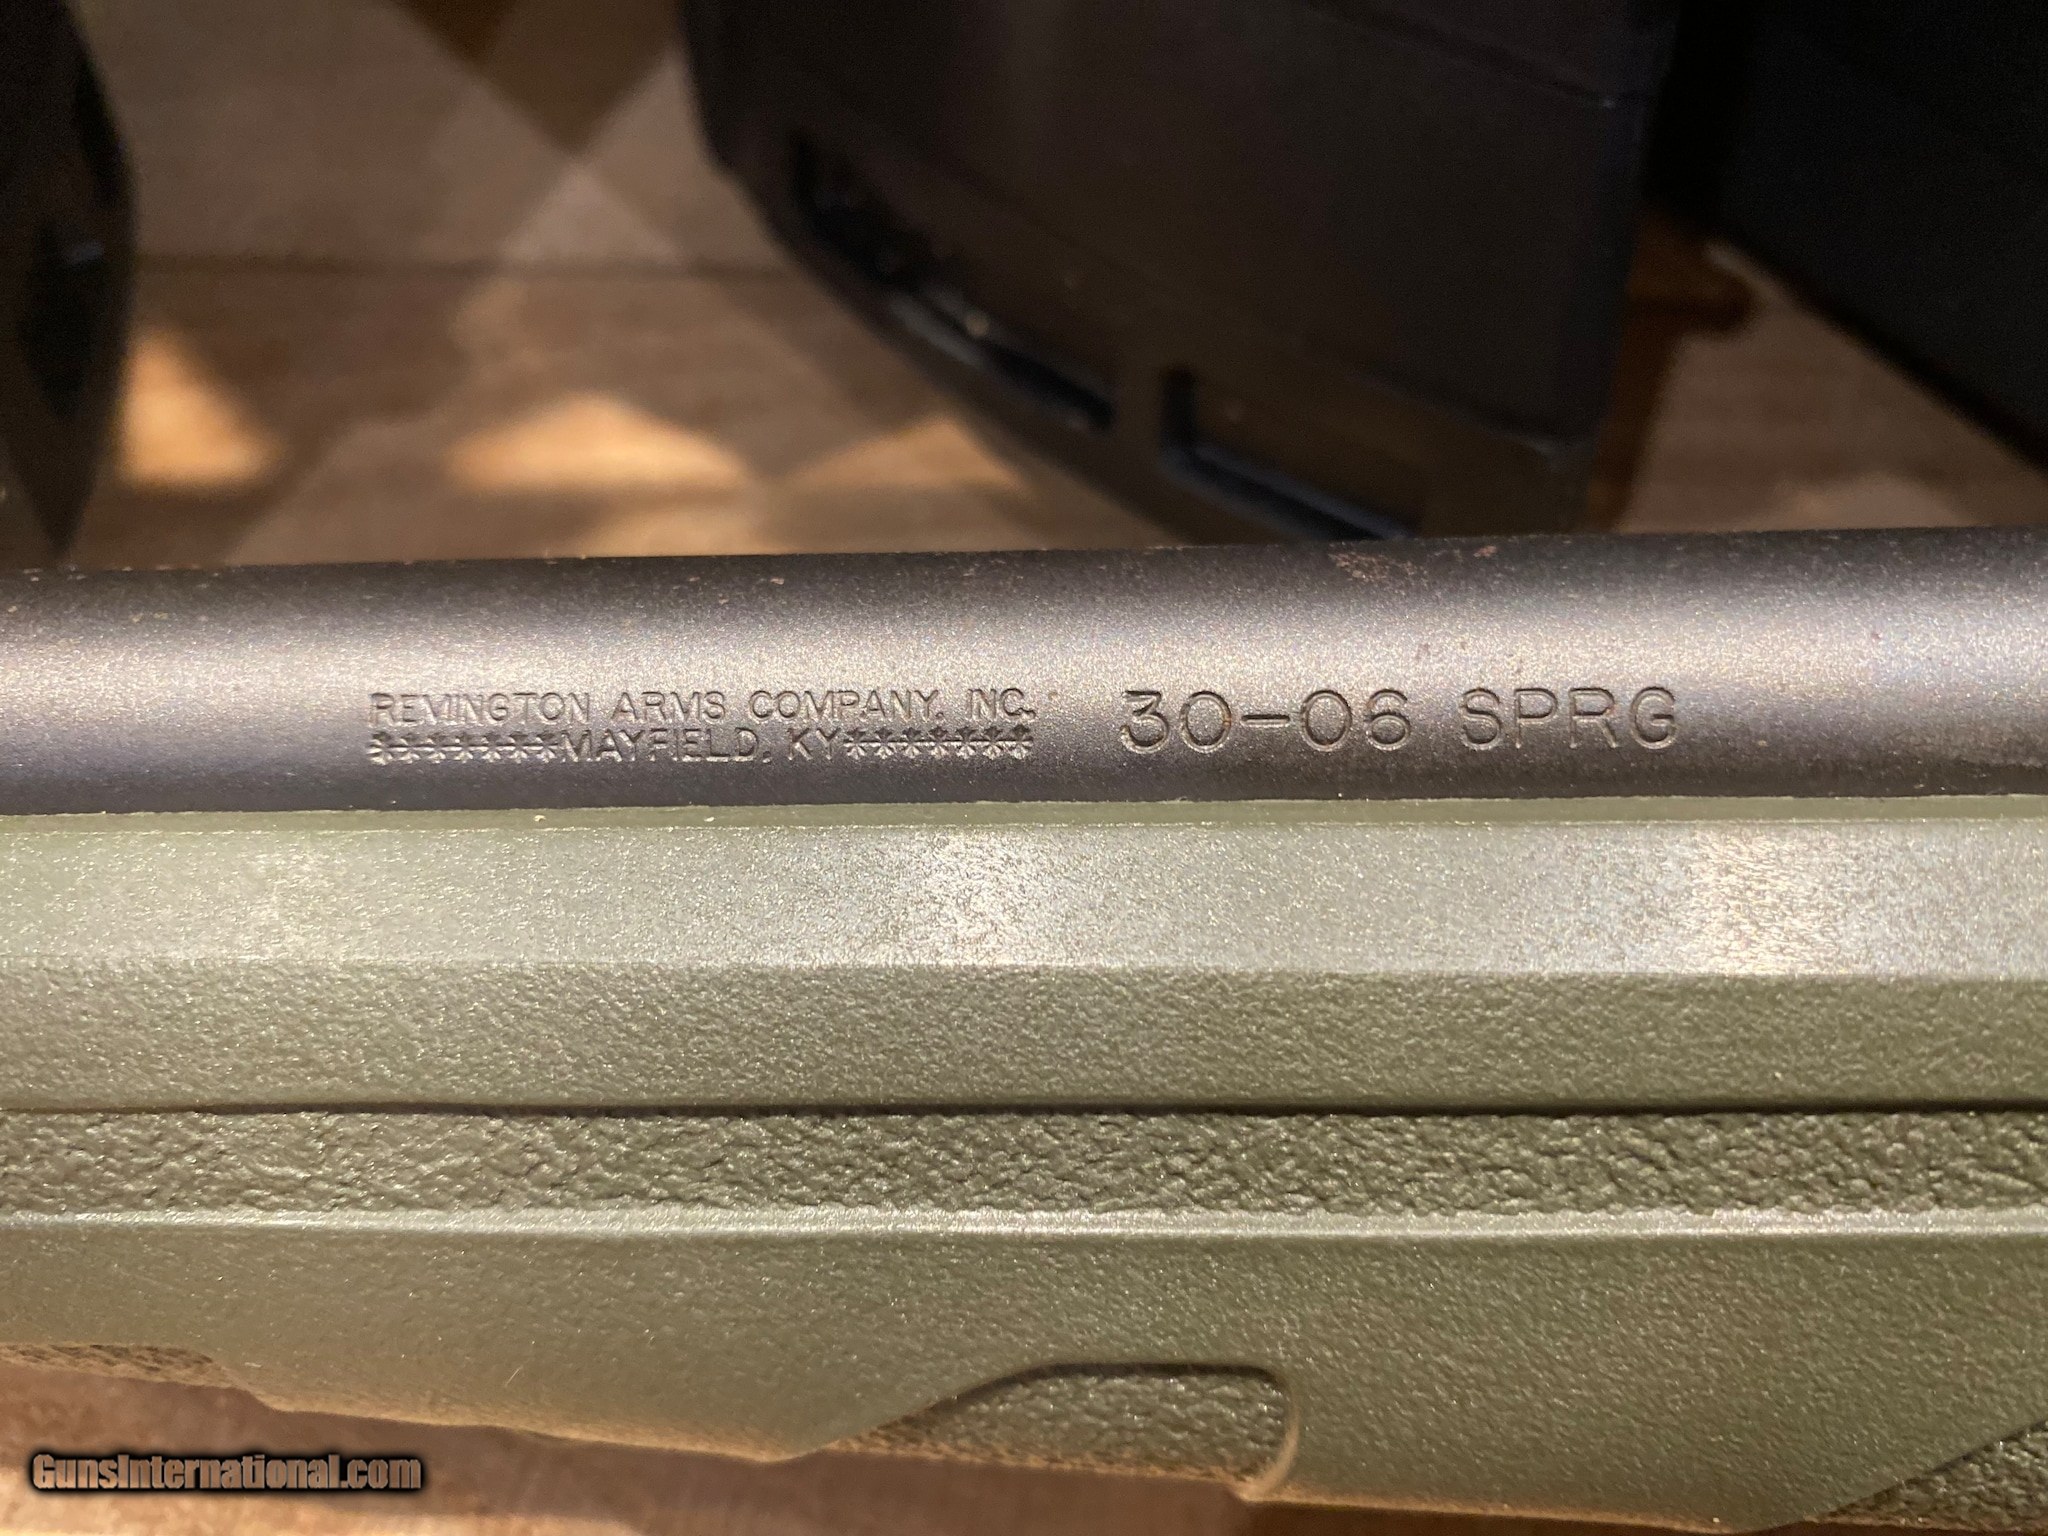 REMINGTON ARMS COMPANY, INC.
MAYFIELD, KY
30-06 SPRG
GunsInternational.com